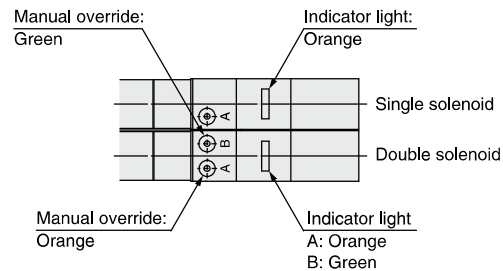 Manual override:
Green
Indicator light:
Orange
A
Single solenoid
B
A
Double solenoid
Manual override:
Orange
Indicator light
A: Orange
B: Green